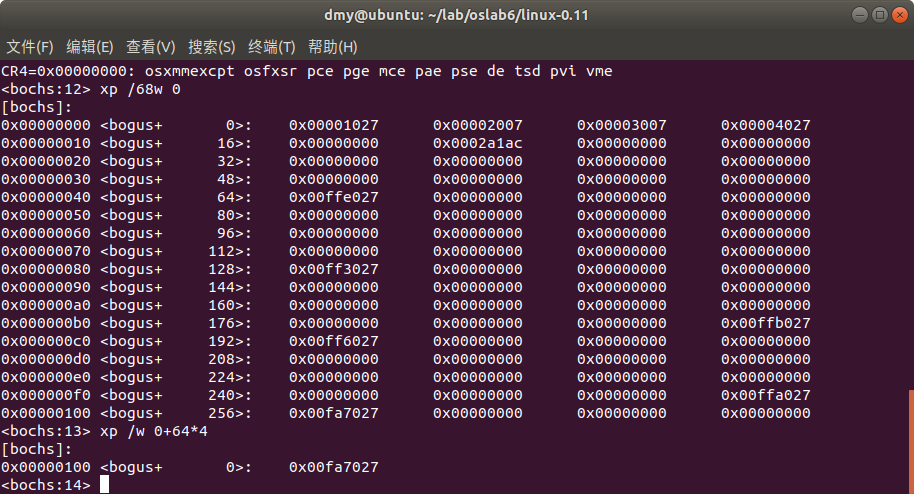 dmy@ubuntu: ~/lab/oslab6/linux-0.11
文件(F) 编辑(E) 查看(V) 搜索(S) 终端(T) 帮助(H)
CR4=0x00000000: osxmmexcpt osfxsr pce pge mce pae pse de tsd pvi vme
<bochs:12> xp /68w 0
[bochs]:
0x00000000 <bogus+       0>:    0x00001027      0x00002007      0x00003007      0x00004027
0x00000010 <bogus+      16>:    0x00000000      0x0002a1ac      0x00000000      0x00000000
0x00000020 <bogus+      32>:    0x00000000      0x00000000      0x00000000      0x00000000
0x00000030 <bogus+      48>:    0x00000000      0x00000000      0x00000000      0x00000000
0x00000040 <bogus+      64>:    0x00ffe027      0x00000000      0x00000000      0x00000000
0x00000050 <bogus+      80>:    0x00000000      0x00000000      0x00000000      0x00000000
0x00000060 <bogus+      96>:    0x00000000      0x00000000      0x00000000      0x00000000
0x00000070 <bogus+     112>:    0x00000000      0x00000000      0x00000000      0x00000000
0x00000080 <bogus+     128>:    0x00ff3027      0x00000000      0x00000000      0x00000000
0x00000090 <bogus+     144>:    0x00000000      0x00000000      0x00000000      0x00000000
0x000000a0 <bogus+     160>:    0x00000000      0x00000000      0x00000000      0x00000000
0x000000b0 <bogus+     176>:    0x00000000      0x00000000      0x00000000      0x00ffb027
0x000000c0 <bogus+     192>:    0x00ff6027      0x00000000      0x00000000      0x00000000
0x000000d0 <bogus+     208>:    0x00000000      0x00000000      0x00000000      0x00000000
0x000000e0 <bogus+     224>:    0x00000000      0x00000000      0x00000000      0x00000000
0x000000f0 <bogus+     240>:    0x00000000      0x00000000      0x00000000      0x00ffa027
0x00000100 <bogus+     256>:    0x00fa7027      0x00000000      0x00000000      0x00000000
<bochs:13> xp /w 0+64*4
[bochs]:
0x00000100 <bogus+       0>:    0x00fa7027
<bochs:14>